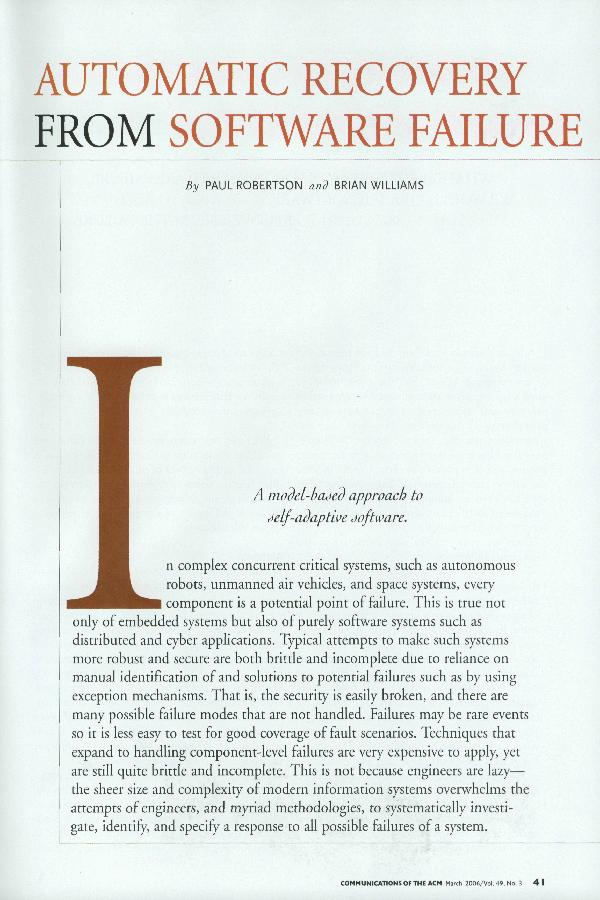 AUTOMATIC RECOVERY
FROM SOFTWARE FAILURE
By PAUL ROBERTSON and BRIAN WILLIAMS
A model-based approach to
self-adaptive software.
In complex concurrent critical systems, such as autonomous
robots, unmanned air vehicles, and space systems, every
component is a potential point of failure. This is true not
only of embedded systems but also of purely software systems such as
distributed and cyber applications. Typical attempts to make such systems
more robust and secure are both brittle and incomplete due to reliance on
manual identification of and solutions to potential failures such as by using
exception mechanisms. That is, the security is easily broken, and there are
many possible failure modes that are not handled. Failures may be rare events
so it is less easy to test for good coverage of fault scenarios. Techniques that
expand to handling component-level failures are very expensive to apply, yet
are still quite brittle and incomplete. This is not because engineers are lazy—
the sheer size and complexity of modern information systems overwhelms the
attempts of engineers, and myriad methodologies, to systematically investi-
gate, identify, and specify a response to all possible failures of a system.
COMMUNICATIONS OF THE ACM March 2006/Vol. 49, No. 3 41